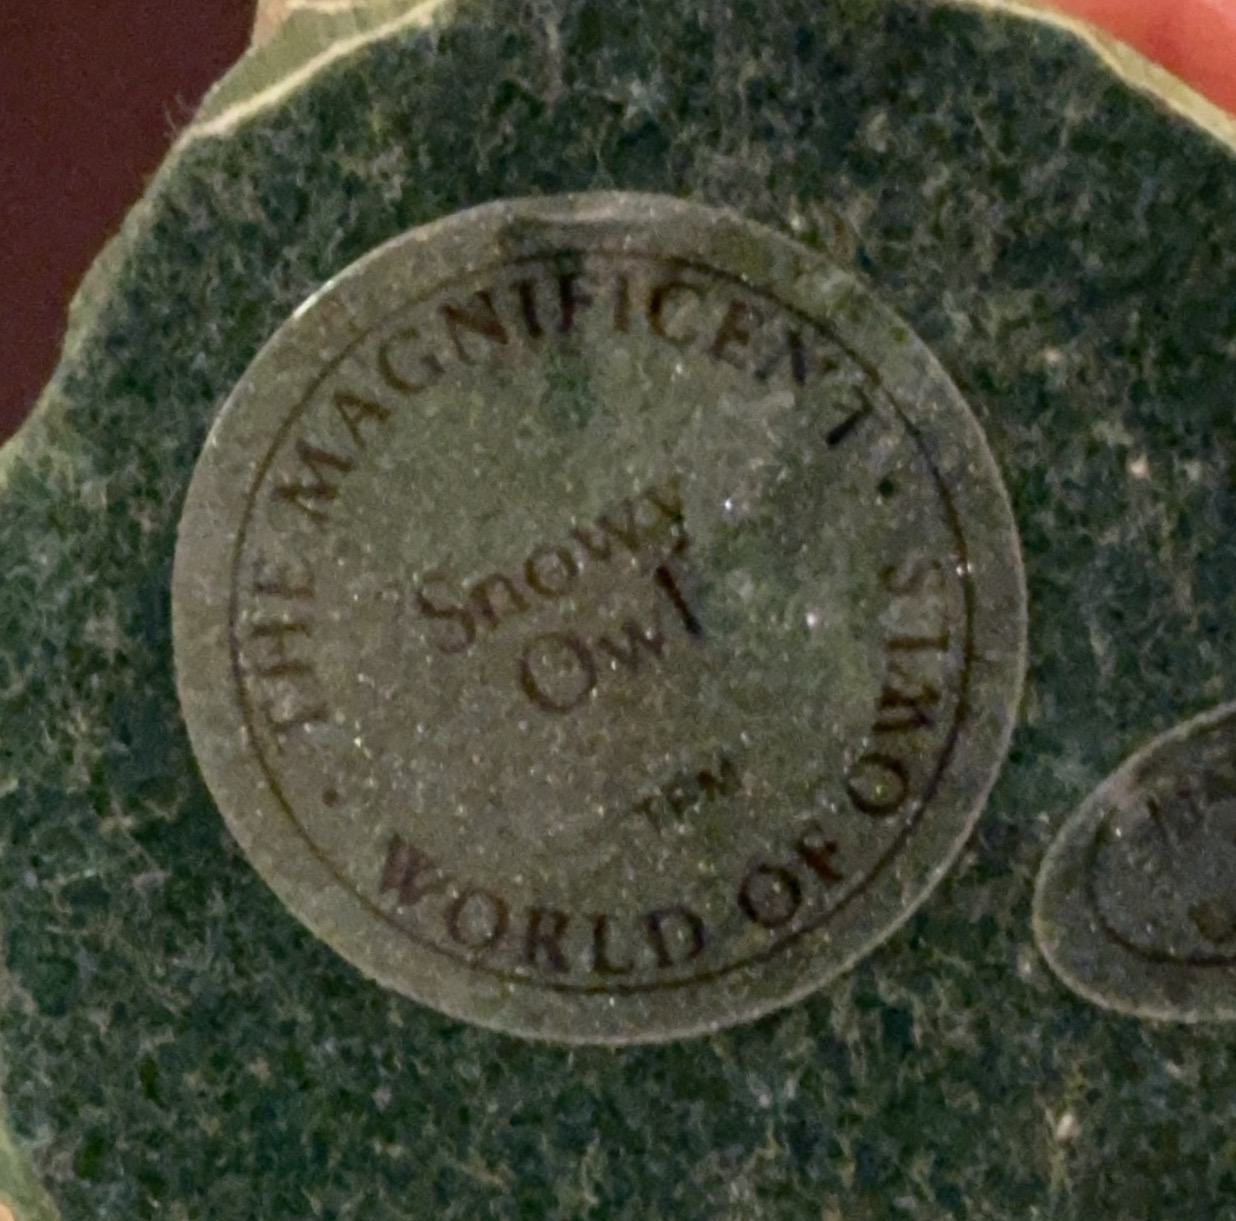 THE MAGNIFICENT · WORLD OF OWLS ·
Snowy
Owl
TFM